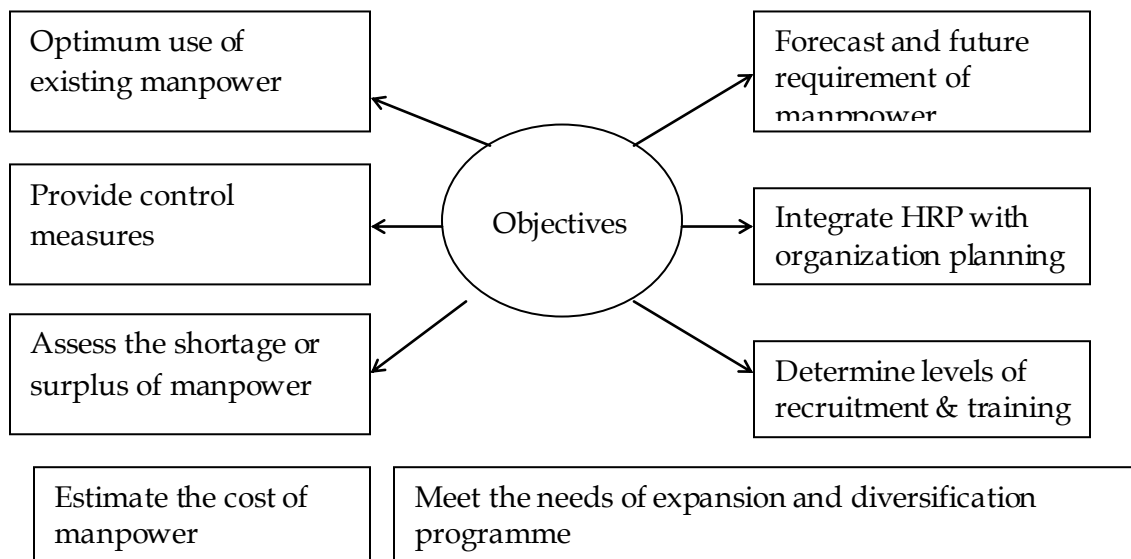 Optimum use of
existing manpower
Forecast and future
requirement of
manppower
Provide control
measures
Objectives
Integrate HRP with
organization planning
Assess the shortage or
surplus of manpower
Determine levels of
recruitment & training
Estimate the cost of
manpower
Meet the needs of expansion and diversification
programme